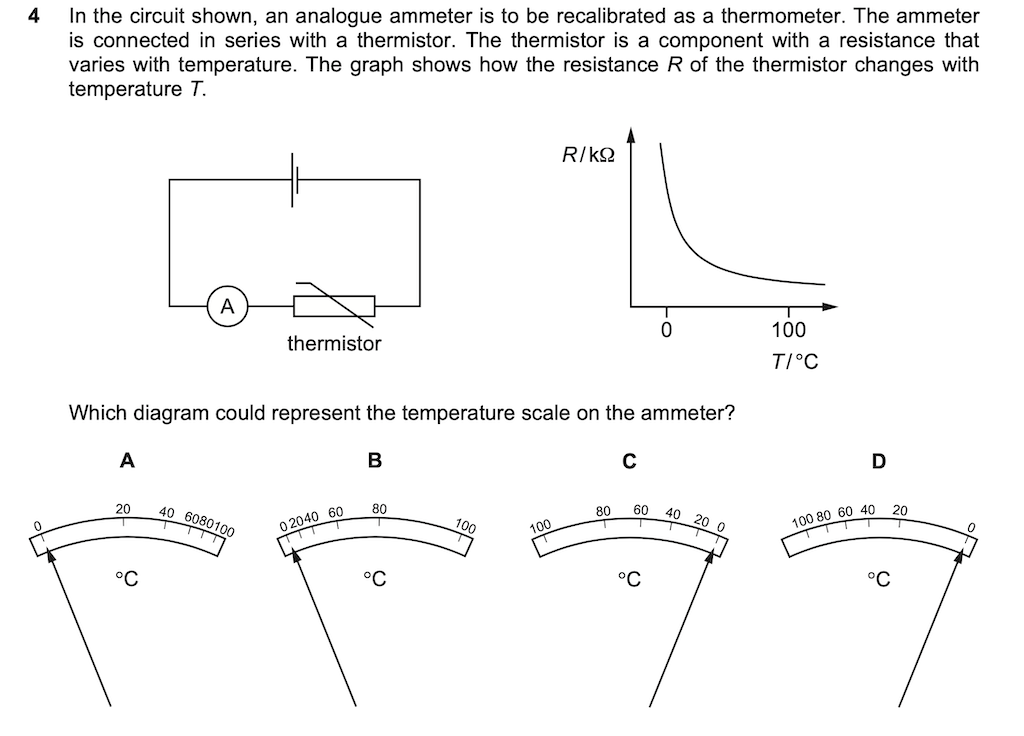 4 In the circuit shown, an analogue ammeter is to be recalibrated as a thermometer. The ammeter
is connected in series with a thermistor. The thermistor is a component with a resistance that
varies with temperature. The graph shows how the resistance R of the thermistor changes with
temperature T.
R/kΩ
A
thermistor
0 100
T/°C
Which diagram could represent the temperature scale on the ammeter?
A B C D
0 20 40 60 80 100
0 20 40 60 80 100
100 80 60 40 20 0
100 80 60 40 20 0
°C °C °C °C